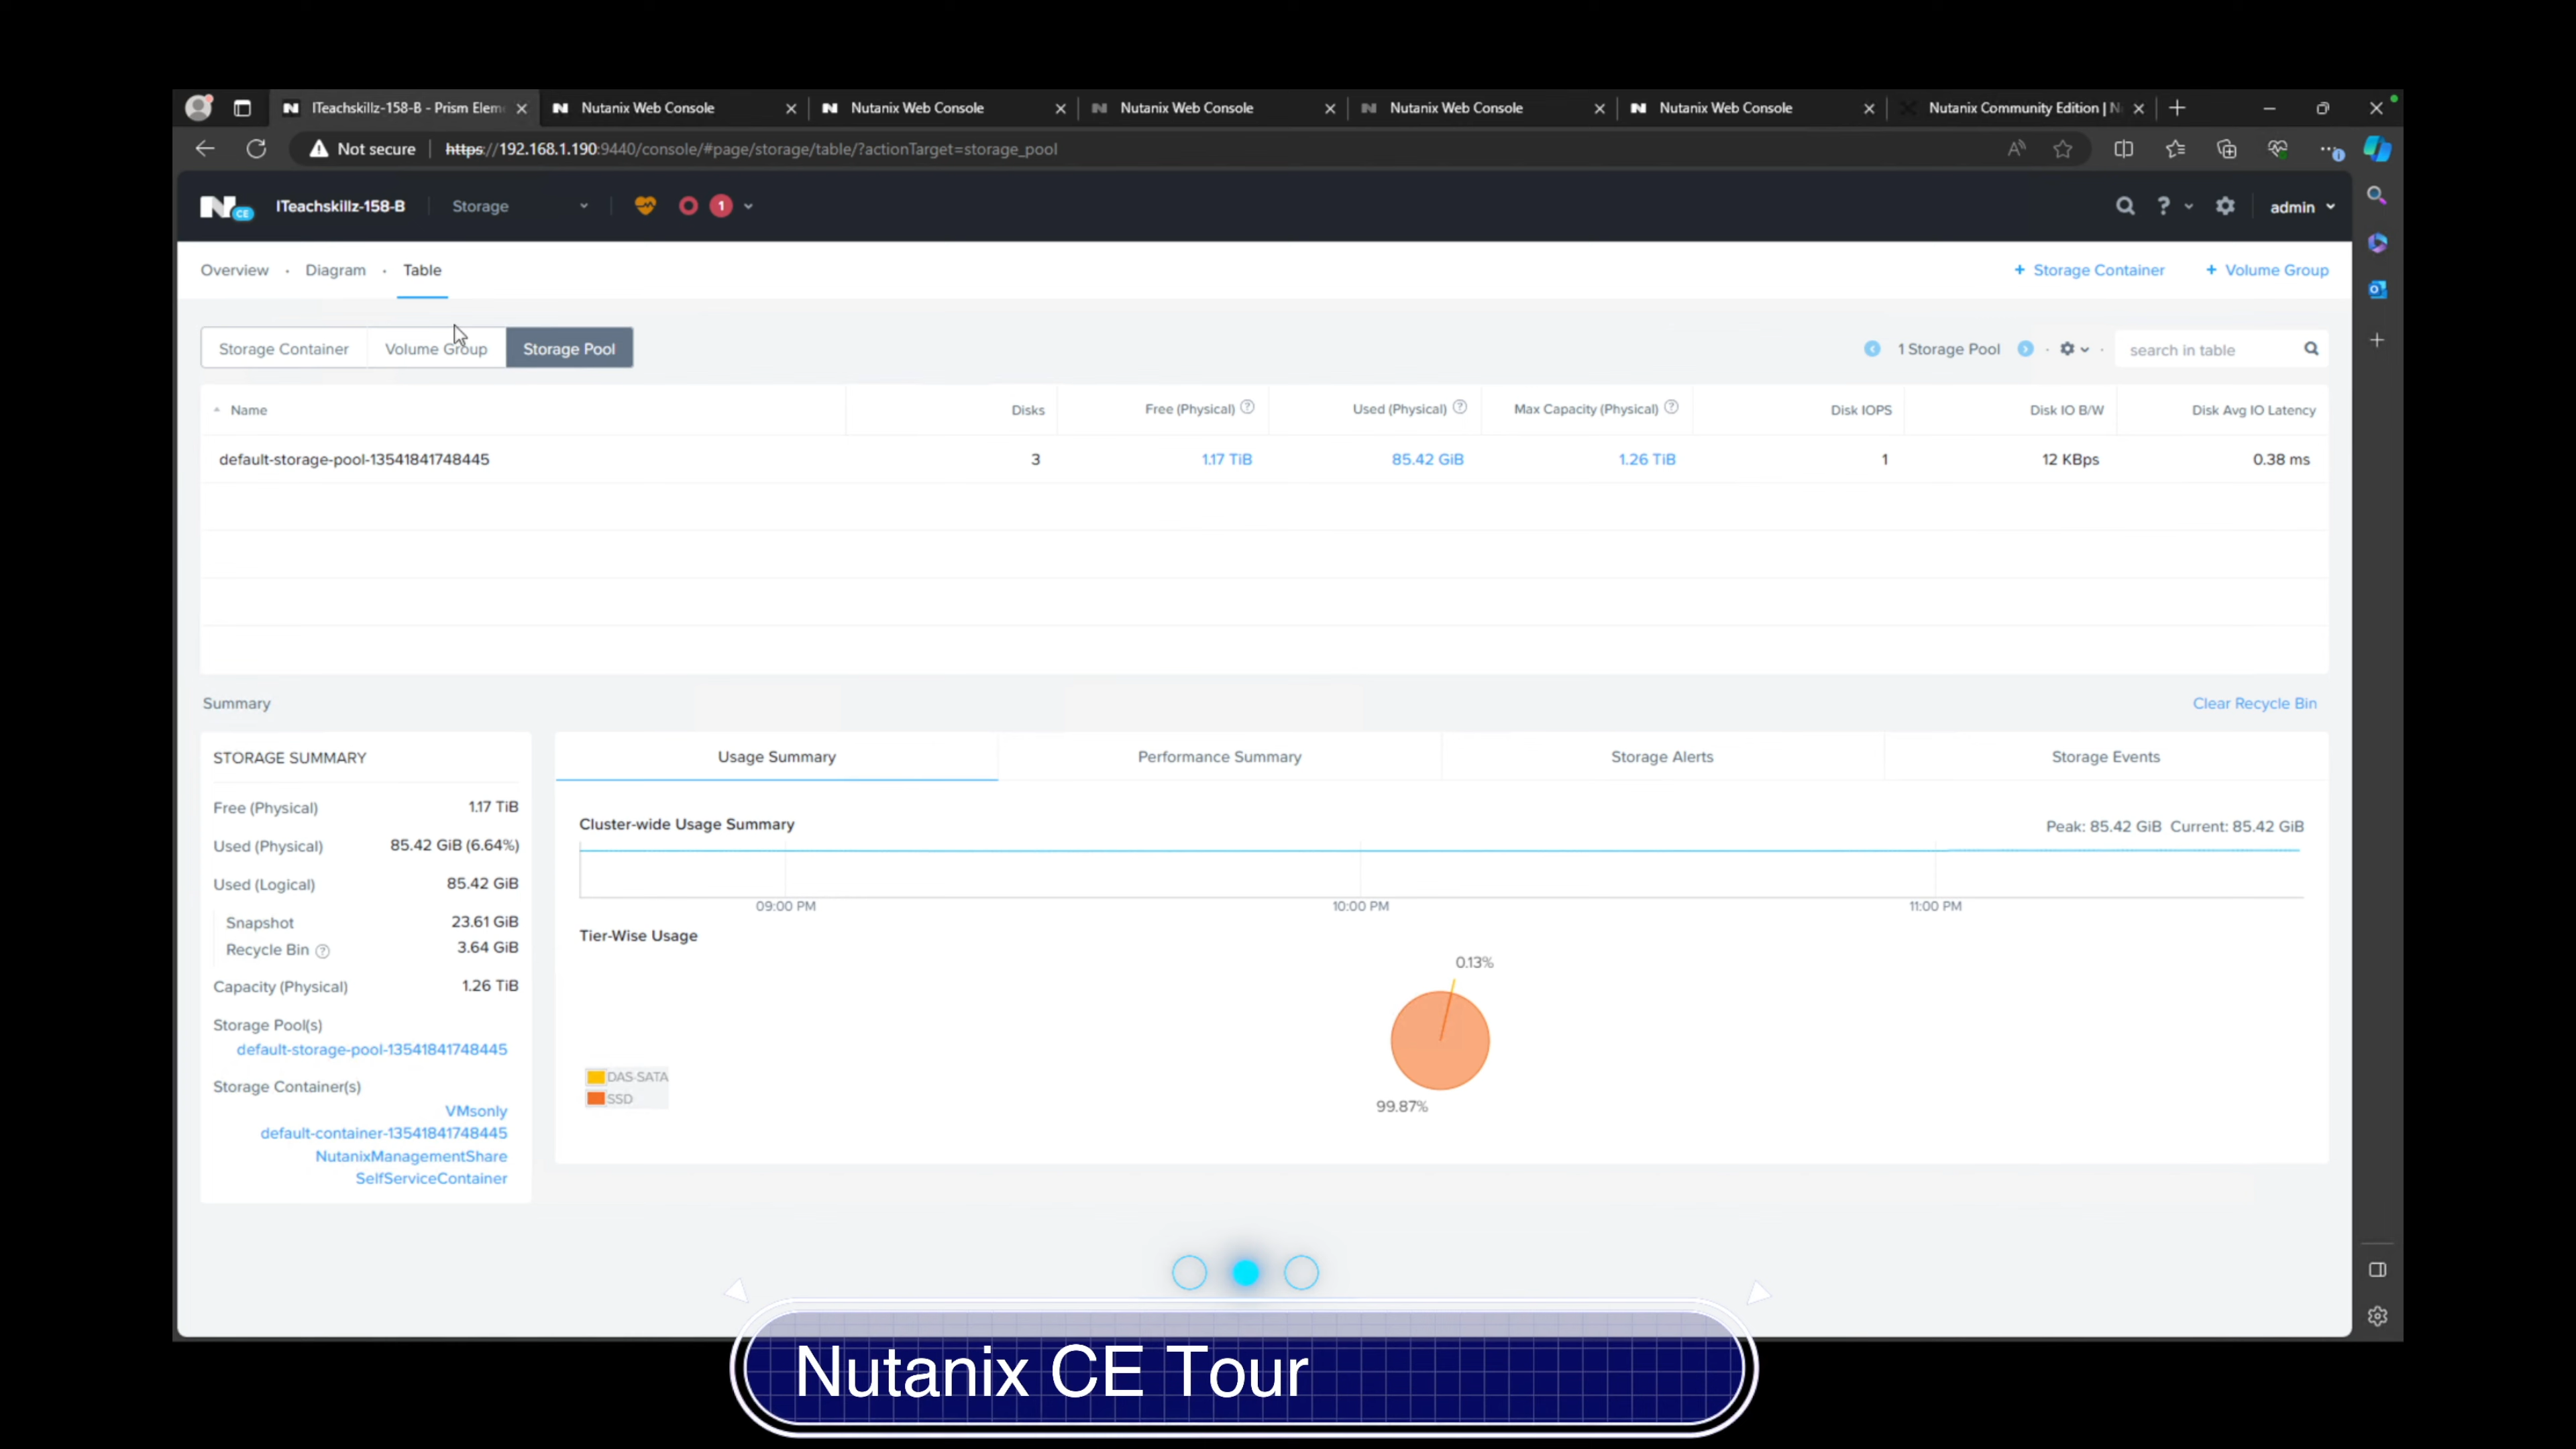 ITeachskillz-158-B - Prism Elem
Nutanix Web Console
Nutanix Web Console
Nutanix Web Console
Nutanix Web Console
Nutanix Web Console
Nutanix Community Edition | N
Not secure
https://192.168.1.190:9440/console/#page/storage/table/?actionTarget=storage_pool
N CE
ITeachskillz-158-B
Storage
1
?
admin
Overview · Diagram · Table
+ Storage Container
+ Volume Group
Storage Container
Volume Group
Storage Pool
1 Storage Pool
search in table
Name
Disks
Free (Physical) ?
Used (Physical) ?
Max Capacity (Physical) ?
Disk IOPS
Disk IO B/W
Disk Avg IO Latency
default-storage-pool-13541841748445
3
1.17 TiB
85.42 GiB
1.26 TiB
1
12 KBps
0.38 ms
Summary
Clear Recycle Bin
STORAGE SUMMARY
Free (Physical) 1.17 TiB
Used (Physical) 85.42 GiB (6.64%)
Used (Logical) 85.42 GiB
Snapshot 23.61 GiB
Recycle Bin ? 3.64 GiB
Capacity (Physical) 1.26 TiB
Storage Pool(s)
default-storage-pool-13541841748445
Storage Container(s)
VMsonly
default-container-13541841748445
NutanixManagementShare
SelfServiceContainer
Usage Summary
Performance Summary
Storage Alerts
Storage Events
Cluster-wide Usage Summary
Peak: 85.42 GiB Current: 85.42 GiB
09:00 PM
10:00 PM
11:00 PM
Tier-Wise Usage
0.13%
DAS-SATA
SSD
99.87%
Nutanix CE Tour